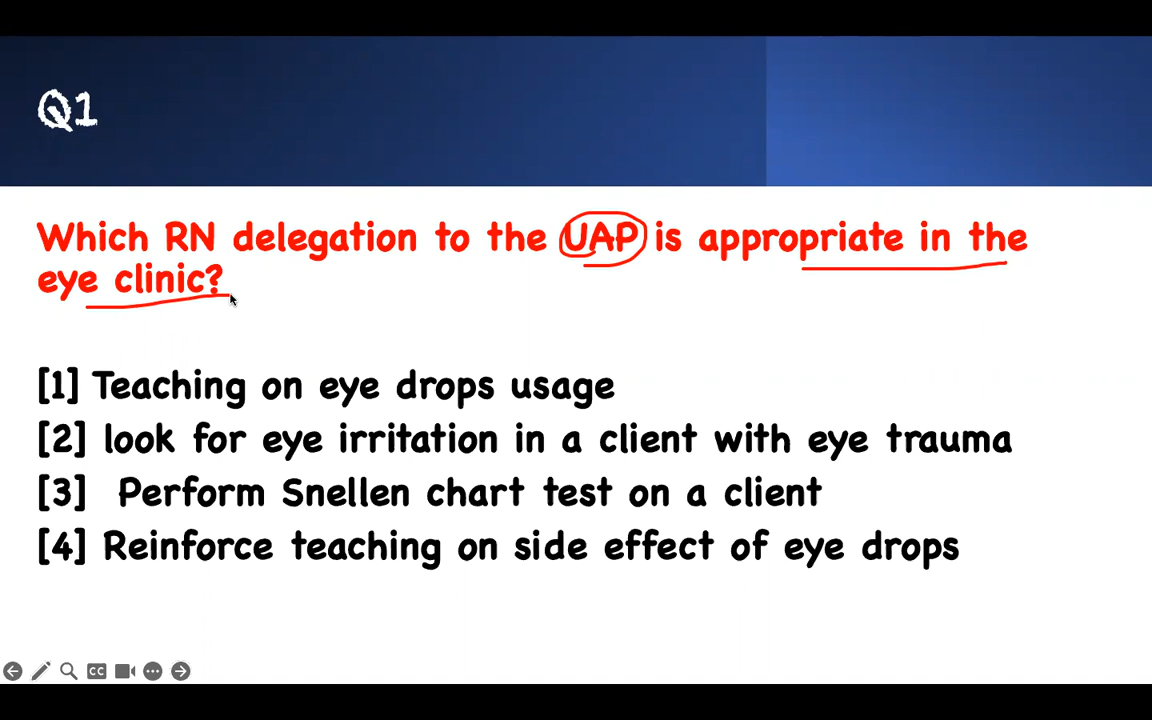 Q1
Which RN delegation to the UAP is appropriate in the
eye clinic?
[1] Teaching on eye drops usage
[2] look for eye irritation in a client with eye trauma
[3] Perform Snellen chart test on a client
[4] Reinforce teaching on side effect of eye drops
CC